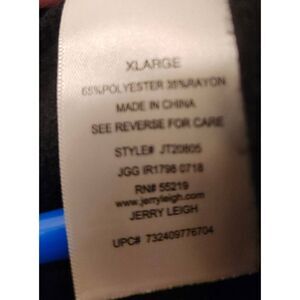 XLARGE
65%POLYESTER 35%RAYON
MADE IN CHINA
SEE REVERSE FOR CARE
STYLE# JT20805
JGG IR1798 0718
RN# 55219
www.jerryleigh.com
JERRY LEIGH
UPC# 732409776704